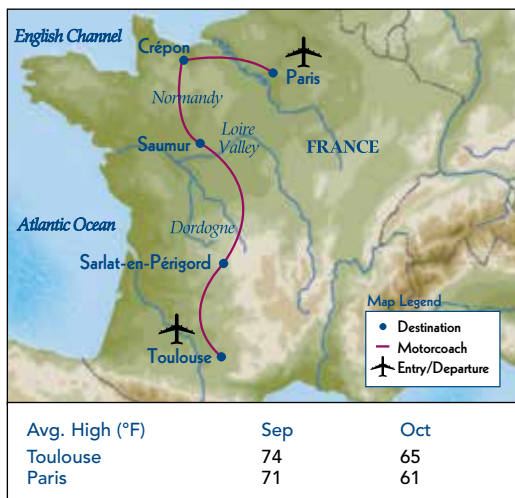 English Channel
Crépon
Paris
Normandy
Loire
Valley
Saumur
FRANCE
Atlantic Ocean
Dordogne
Sarlat-en-Périgord
Toulouse
Map Legend
Destination
Motorcoach
Entry/Departure
Avg. High (°F) Sep Oct
Toulouse 74 65
Paris 71 61